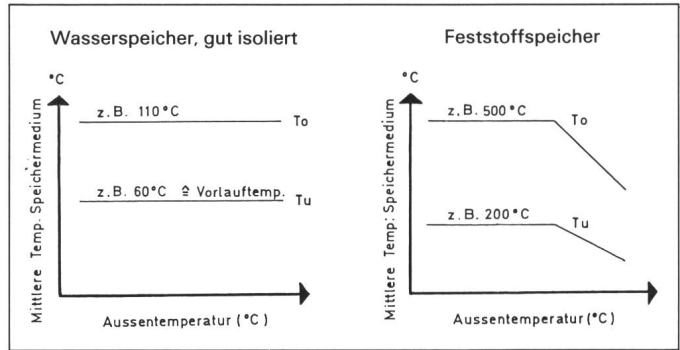 Wasserspeicher, gut isoliert
°C
Mittlere Temp. Speichermedium
z.B. 110°C
To
z.B. 60°C ≙ Vorlauftemp.
Tu
Aussentemperatur (°C)
Feststoffspeicher
°C
Mittlere Temp: Speichermedium
z.B. 500°C
To
z.B. 200°C
Tu
Aussentemperatur (°C)